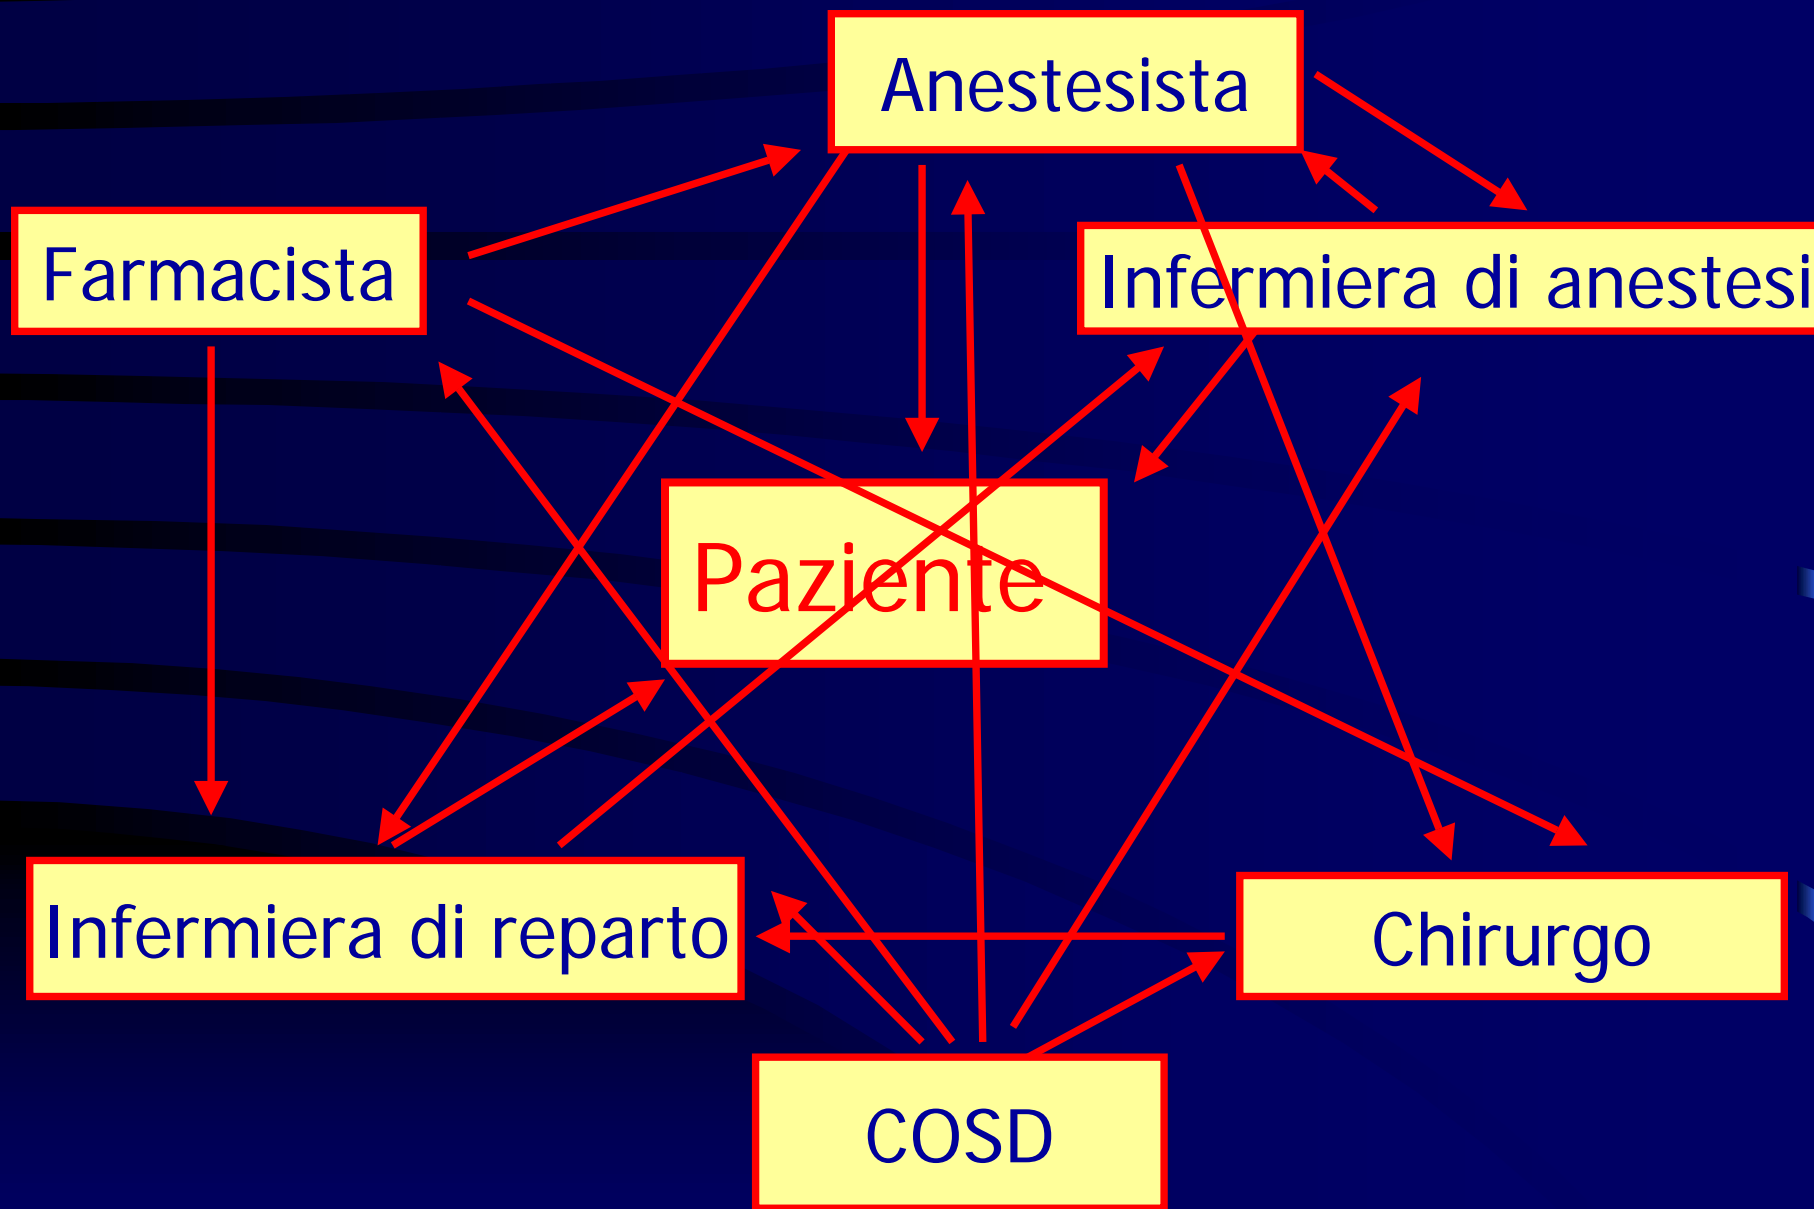 Anestesista
Farmacista
Infermiera di anestesi
Paziente
Infermiera di reparto
Chirurgo
COSD